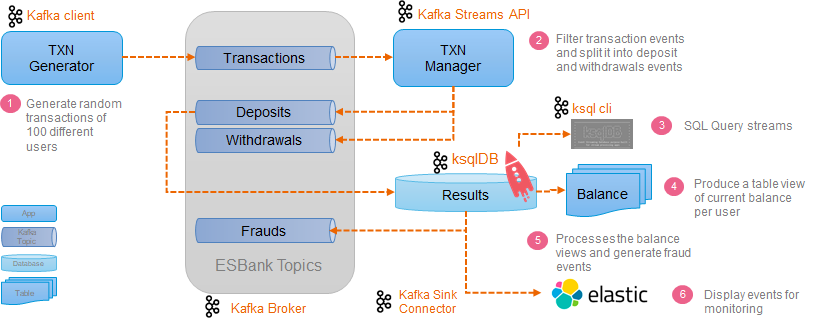 Kafka client
Kafka Streams API
TXN
Generator
Transactions
TXN
Manager
2
Filter transaction events
and split it into deposit
and withdrawals events
1
Generate random
transactions of
100 different
users
Deposits
Withdrawals
ksql cli
ksqlDB
3
SQL Query streams
ksqlDB
Results
Balance
4
Produce a table view
of current balance
per user
App
Kafka
Topic
Database
Table
Frauds
ESBank Topics
5
Processes the balance
views and generate fraud
events
Kafka Broker
Kafka Sink
Connector
elastic
6
Display events for
monitoring